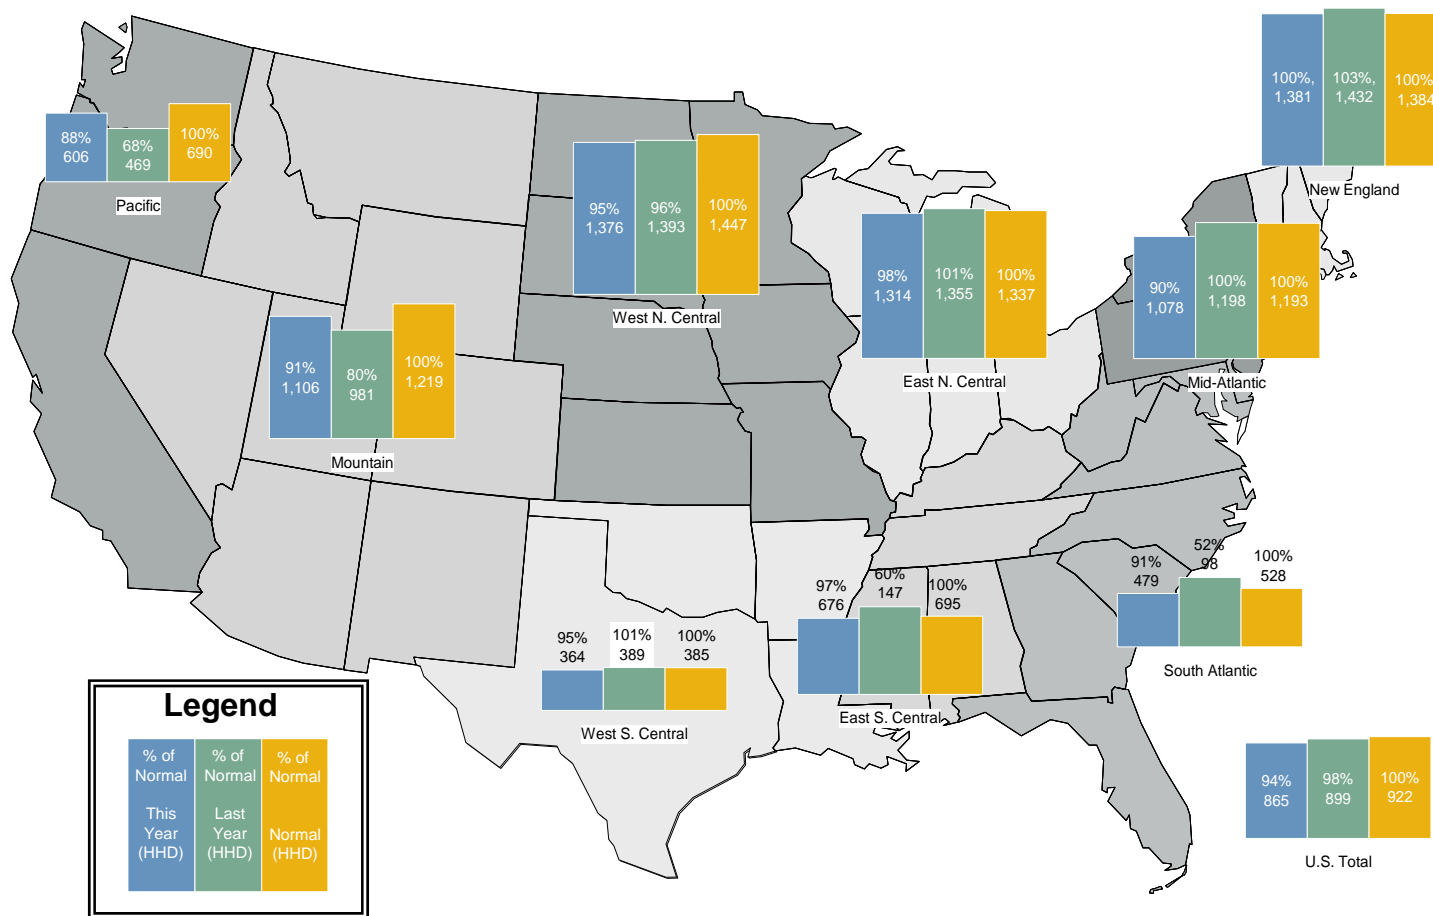 100%,
1,381
103%,
1,432
100%
1,384
New England
88%
606
68%
469
100%
690
Pacific
95%
1,376
96%
1,393
100%
1,447
West N. Central
98%
1,314
101%
1,355
100%
1,337
East N. Central
90%
1,078
100%
1,198
100%
1,193
Mid-Atlantic
91%
1,106
80%
981
100%
1,219
Mountain
95%
364
101%
389
100%
385
West S. Central
97%
676
60%
147
100%
695
East S. Central
91%
479
52%
98
100%
528
South Atlantic
94%
865
98%
899
100%
922
U.S. Total
Legend
% of
Normal
This
Year
(HHD)
% of
Normal
Last
Year
(HHD)
% of
Normal
Normal
(HHD)